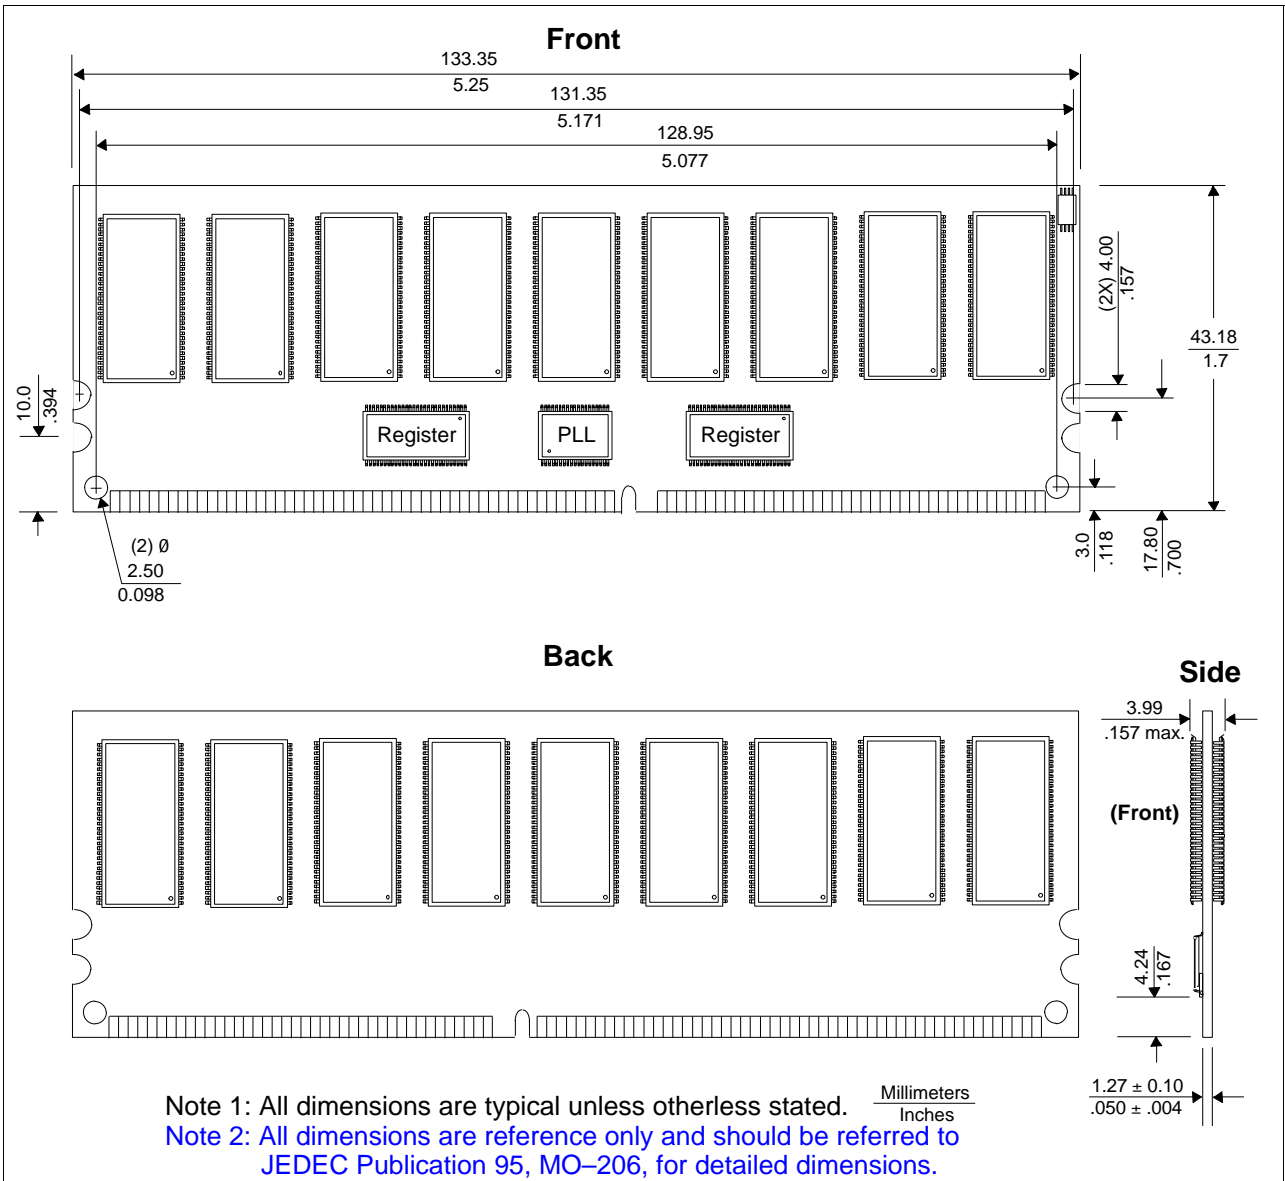 Front
133.35
5.25
131.35
5.171
128.95
5.077
(2X) 4.00
.157
43.18
1.7
10.0
.394
Register
PLL
Register
(2) Ø
2.50
0.098
3.0
.118
17.80
.700
Back
Side
3.99
.157 max.
(Front)
4.24
.167
1.27 ± 0.10
.050 ± .004
Note 1: All dimensions are typical unless otherless stated.
Millimeters
Inches
Note 2: All dimensions are reference only and should be referred to
JEDEC Publication 95, MO–206, for detailed dimensions.